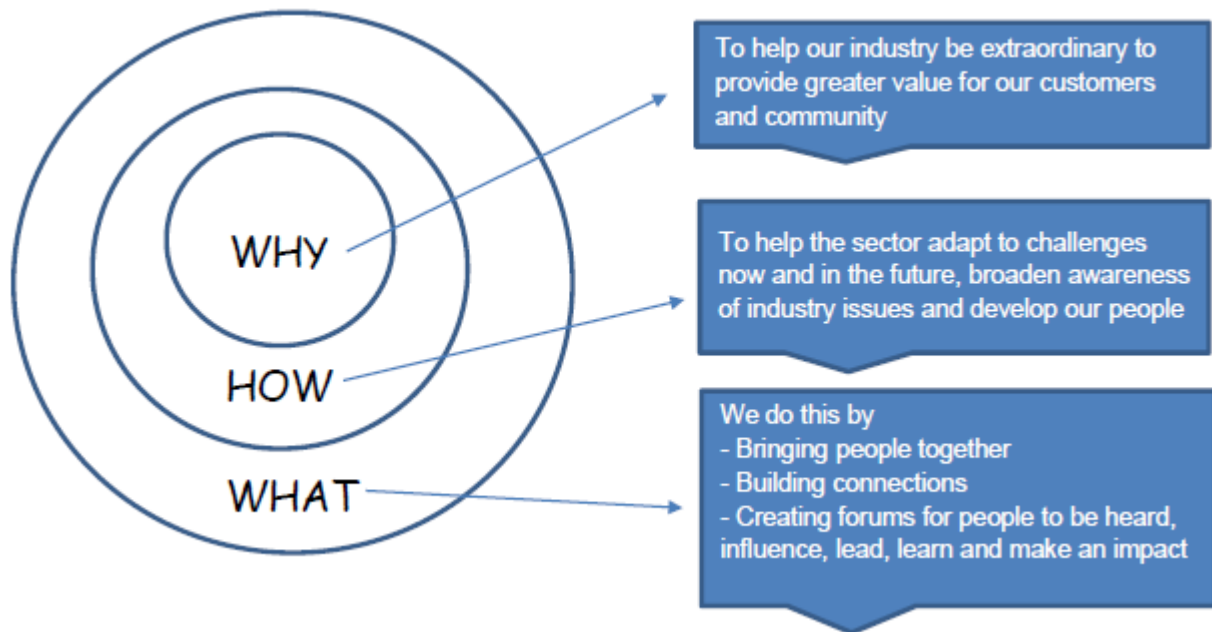 WHY
HOW
WHAT
To help our industry be extraordinary to
provide greater value for our customers
and community
To help the sector adapt to challenges
now and in the future, broaden awareness
of industry issues and develop our people
We do this by
- Bringing people together
- Building connections
- Creating forums for people to be heard,
influence, lead, learn and make an impact